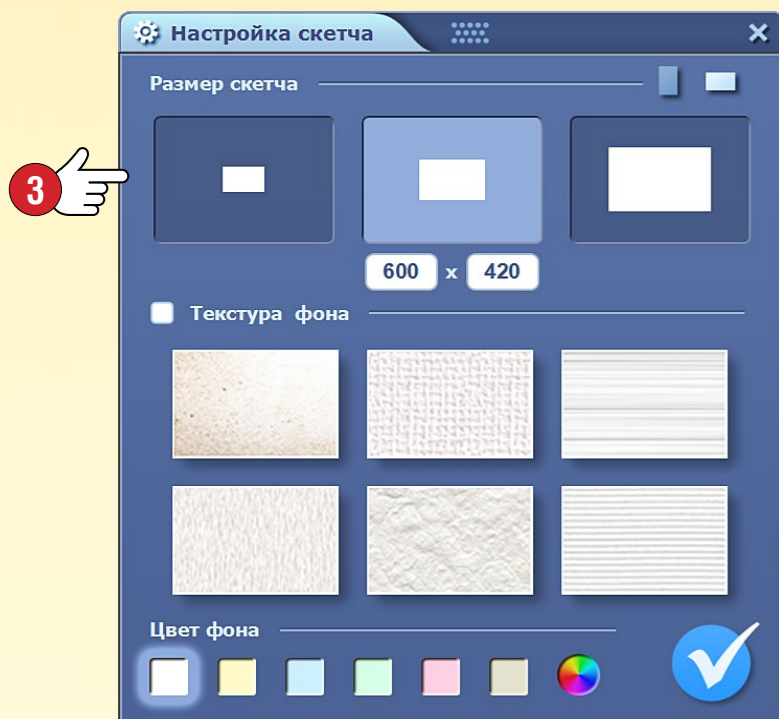 Настройка скетча
Размер скетча
3
600 x 420
Текстура фона
Цвет фона